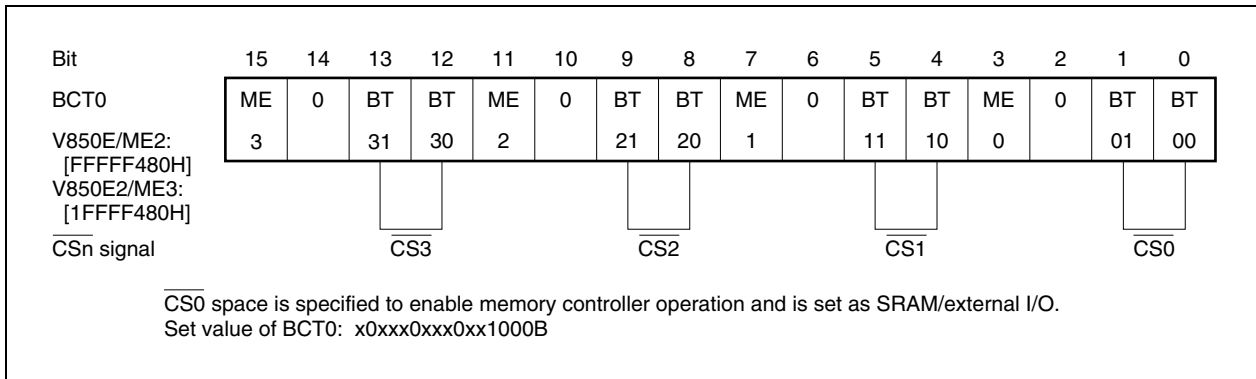 Bit 15 14 13 12 11 10 9 8 7 6 5 4 3 2 1 0
BCT0 ME 0 BT BT ME 0 BT BT ME 0 BT BT ME 0 BT BT
V850E/ME2: 3 31 30 2 21 20 1 11 10 0 01 00
[FFFFF480H]
V850E2/ME3:
[1FFFF480H]
CSn signal CS3 CS2 CS1 CS0
CS0 space is specified to enable memory controller operation and is set as SRAM/external I/O.
Set value of BCT0: x0xxx0xxx0xx1000B